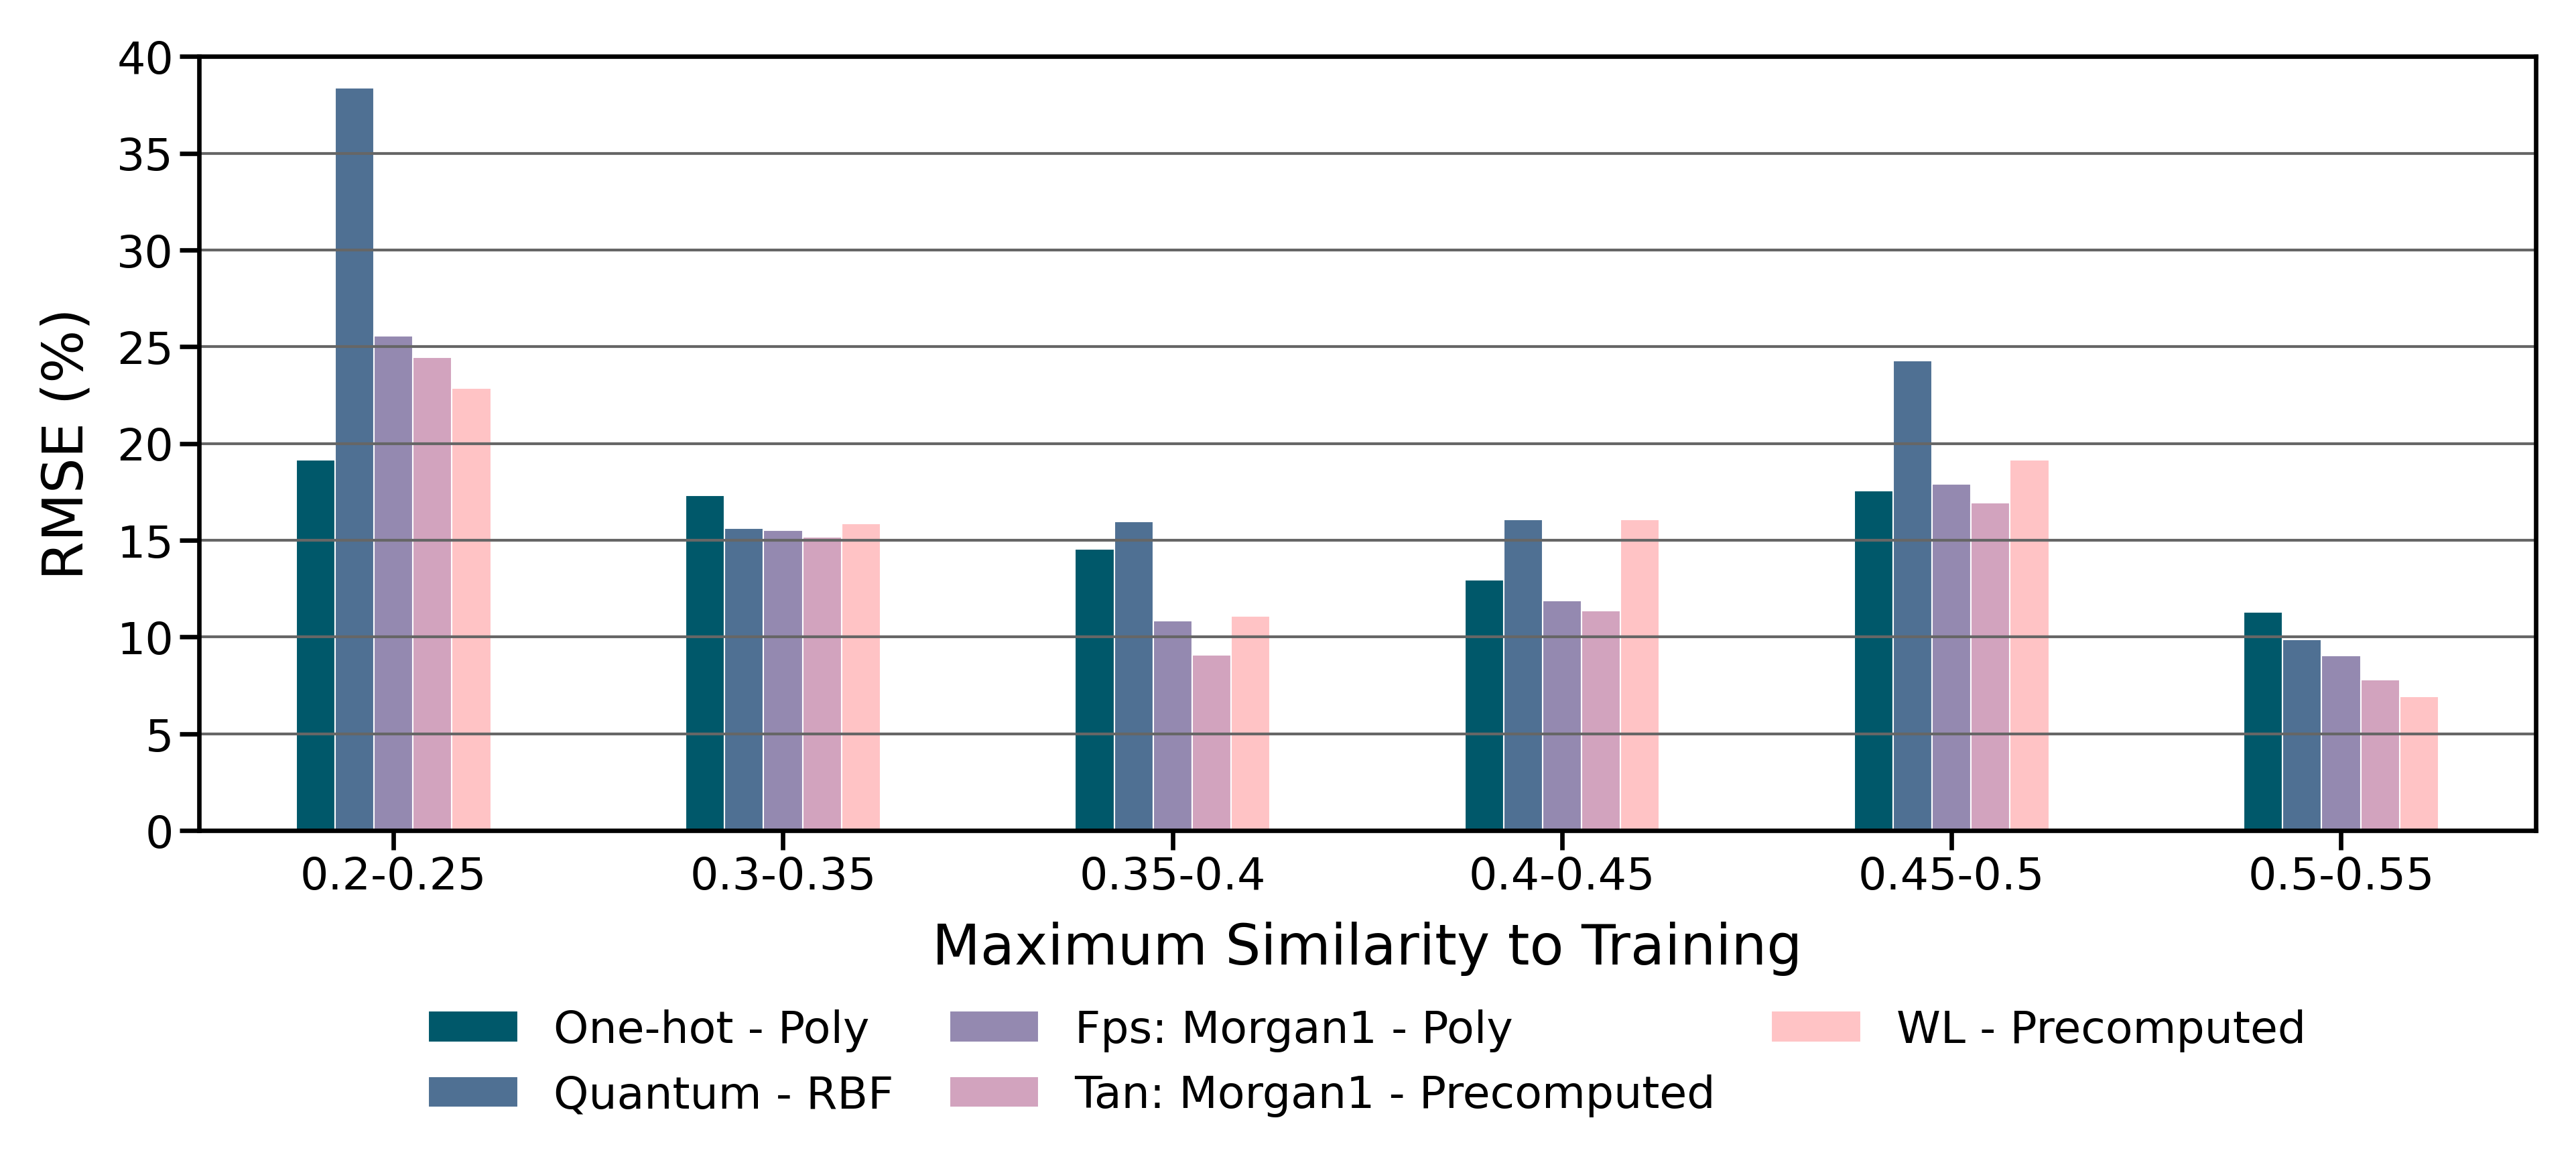 40
35
30
25
20
15
10
5
0
RMSE (%)
0.2-0.25 0.3-0.35 0.35-0.4 0.4-0.45 0.45-0.5 0.5-0.55
Maximum Similarity to Training
One-hot - Poly Fps: Morgan1 - Poly WL - Precomputed
Quantum - RBF Tan: Morgan1 - Precomputed